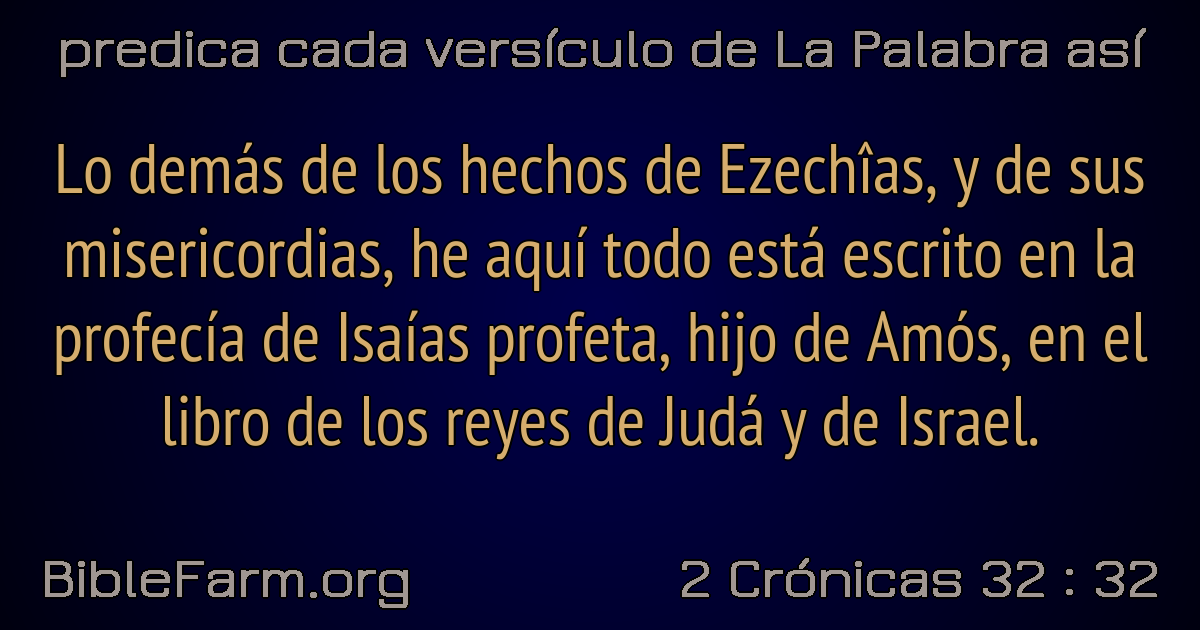 predica cada versículo de La Palabra así
Lo demás de los hechos de Ezechîas, y de sus
misericordias, he aquí todo está escrito en la
profecía de Isaías profeta, hijo de Amós, en el
libro de los reyes de Judá y de Israel.
BibleFarm.org
2 Crónicas 32 : 32